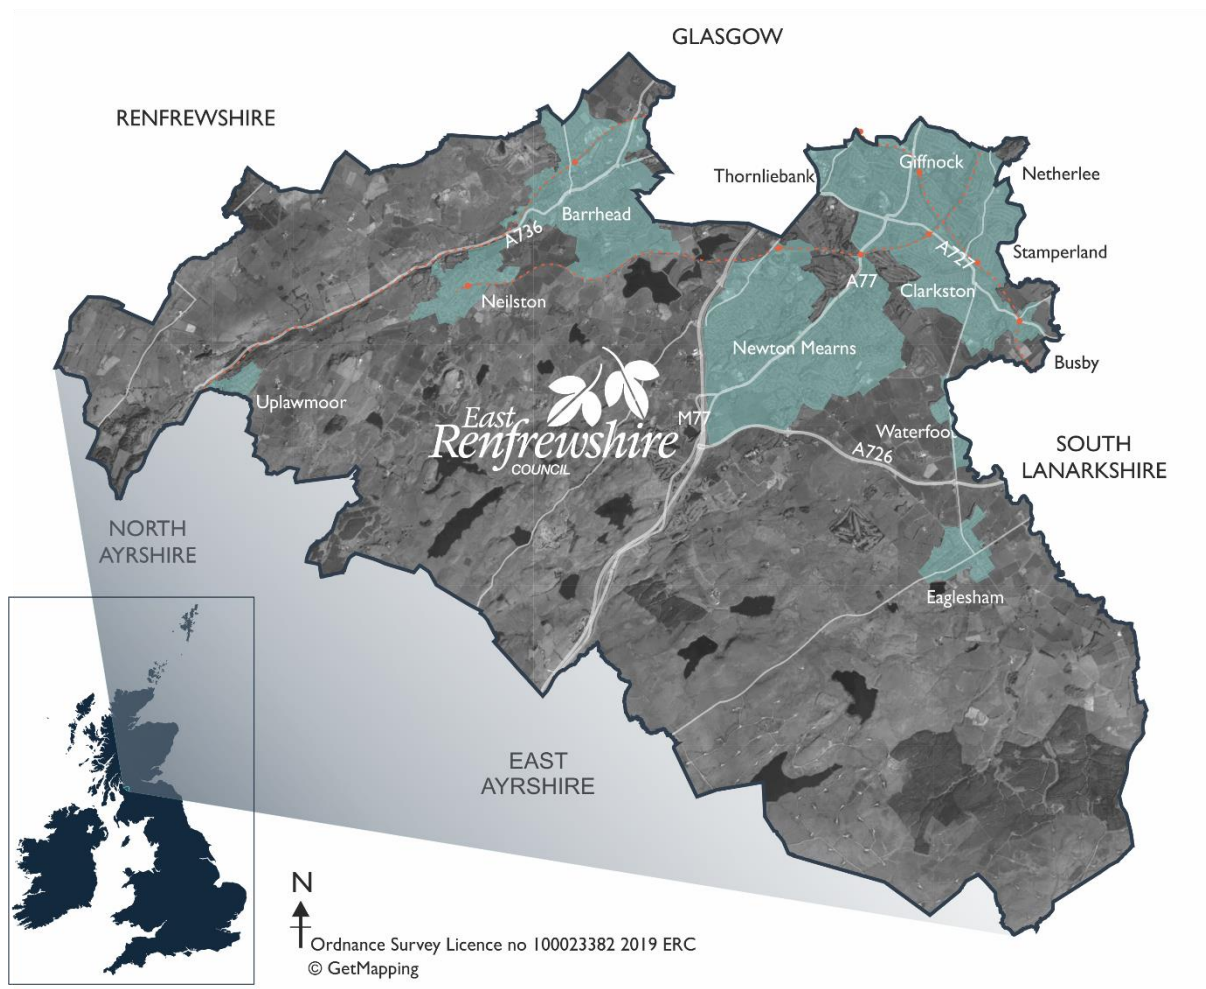 GLASGOW
RENFREWSHIRE
Giffnock
Thornliebank
Netherlee
Barrhead
A736
A727
Stamperland
A77
Clarkston
Neilston
Newton Mearns
Busby
Uplawmoor
East
Renfrewshire
COUNCIL
M77
Waterfoot
A726
SOUTH
LANARKSHIRE
NORTH
AYRSHIRE
Eaglesham
EAST
AYRSHIRE
N
Ordnance Survey Licence no 100023382 2019 ERC
© GetMapping